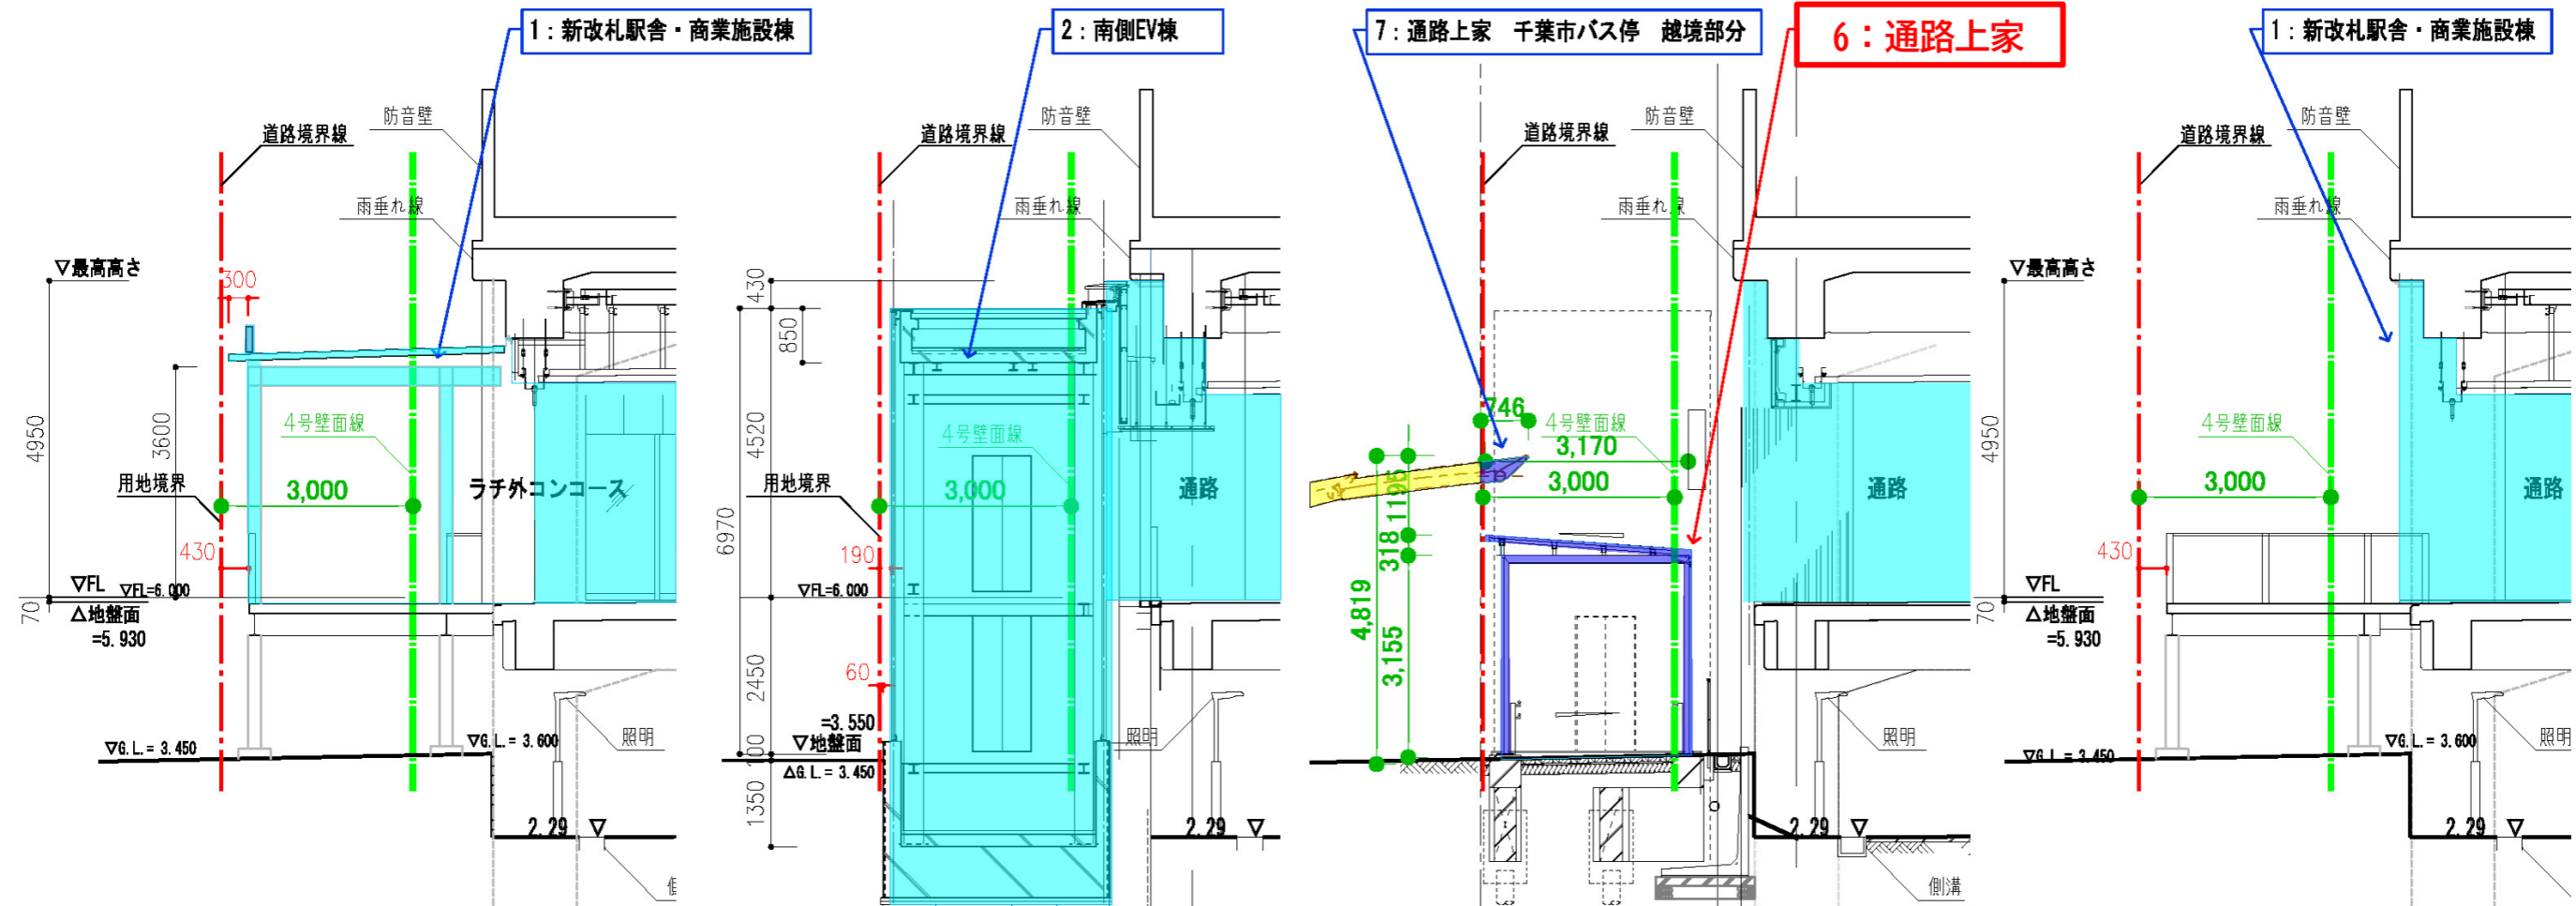 1：新改札駅舎・商業施設棟
防音壁
道路境界線
雨垂れ線
▽最高高さ
300
4950
3600
4号壁面線
用地境界
3,000
ラチ外コンコース
430
▽FL
▽FL=6.000
70
△地盤面
=5.930
▽G.L.= 3.450
▽G.L.= 3.600
照明
2.29 ▽
2：南側EV棟
防音壁
道路境界線
雨垂れ線
430
850
4520
6970
4号壁面線
用地境界
3,000
通路
190
▽FL=6.000
2450
60
=3.550
▽地盤面
100
△G.L.= 3.450
1350
照明
2.29 ▽
7：通路上家　千葉市バス停　越境部分
6：通路上家
防音壁
道路境界線
雨垂れ線
746
4号壁面線
3,170
3,000
1195
318
4,819
3,155
通路
照明
2.29 ▽
側溝
1：新改札駅舎・商業施設棟
防音壁
道路境界線
雨垂れ線
▽最高高さ
4950
4号壁面線
3,000
通路
430
▽FL
70
△地盤面
=5.930
▽G.L.= 3.450
▽G.L.= 3.600
照明
2.29 ▽